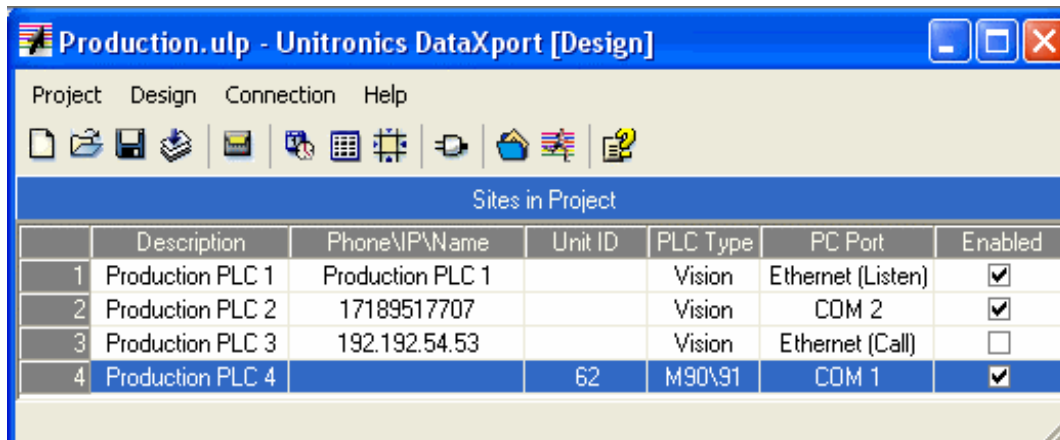 Production.ulp - Unitronics DataXport [Design]
Project Design Connection Help
Sites in Project
Description Phone\IP\Name Unit ID PLC Type PC Port Enabled
1 Production PLC 1 Production PLC 1 Vision Ethernet (Listen)
2 Production PLC 2 17189517707 Vision COM 2
3 Production PLC 3 192.192.54.53 Vision Ethernet (Call)
4 Production PLC 4 62 M90\91 COM 1